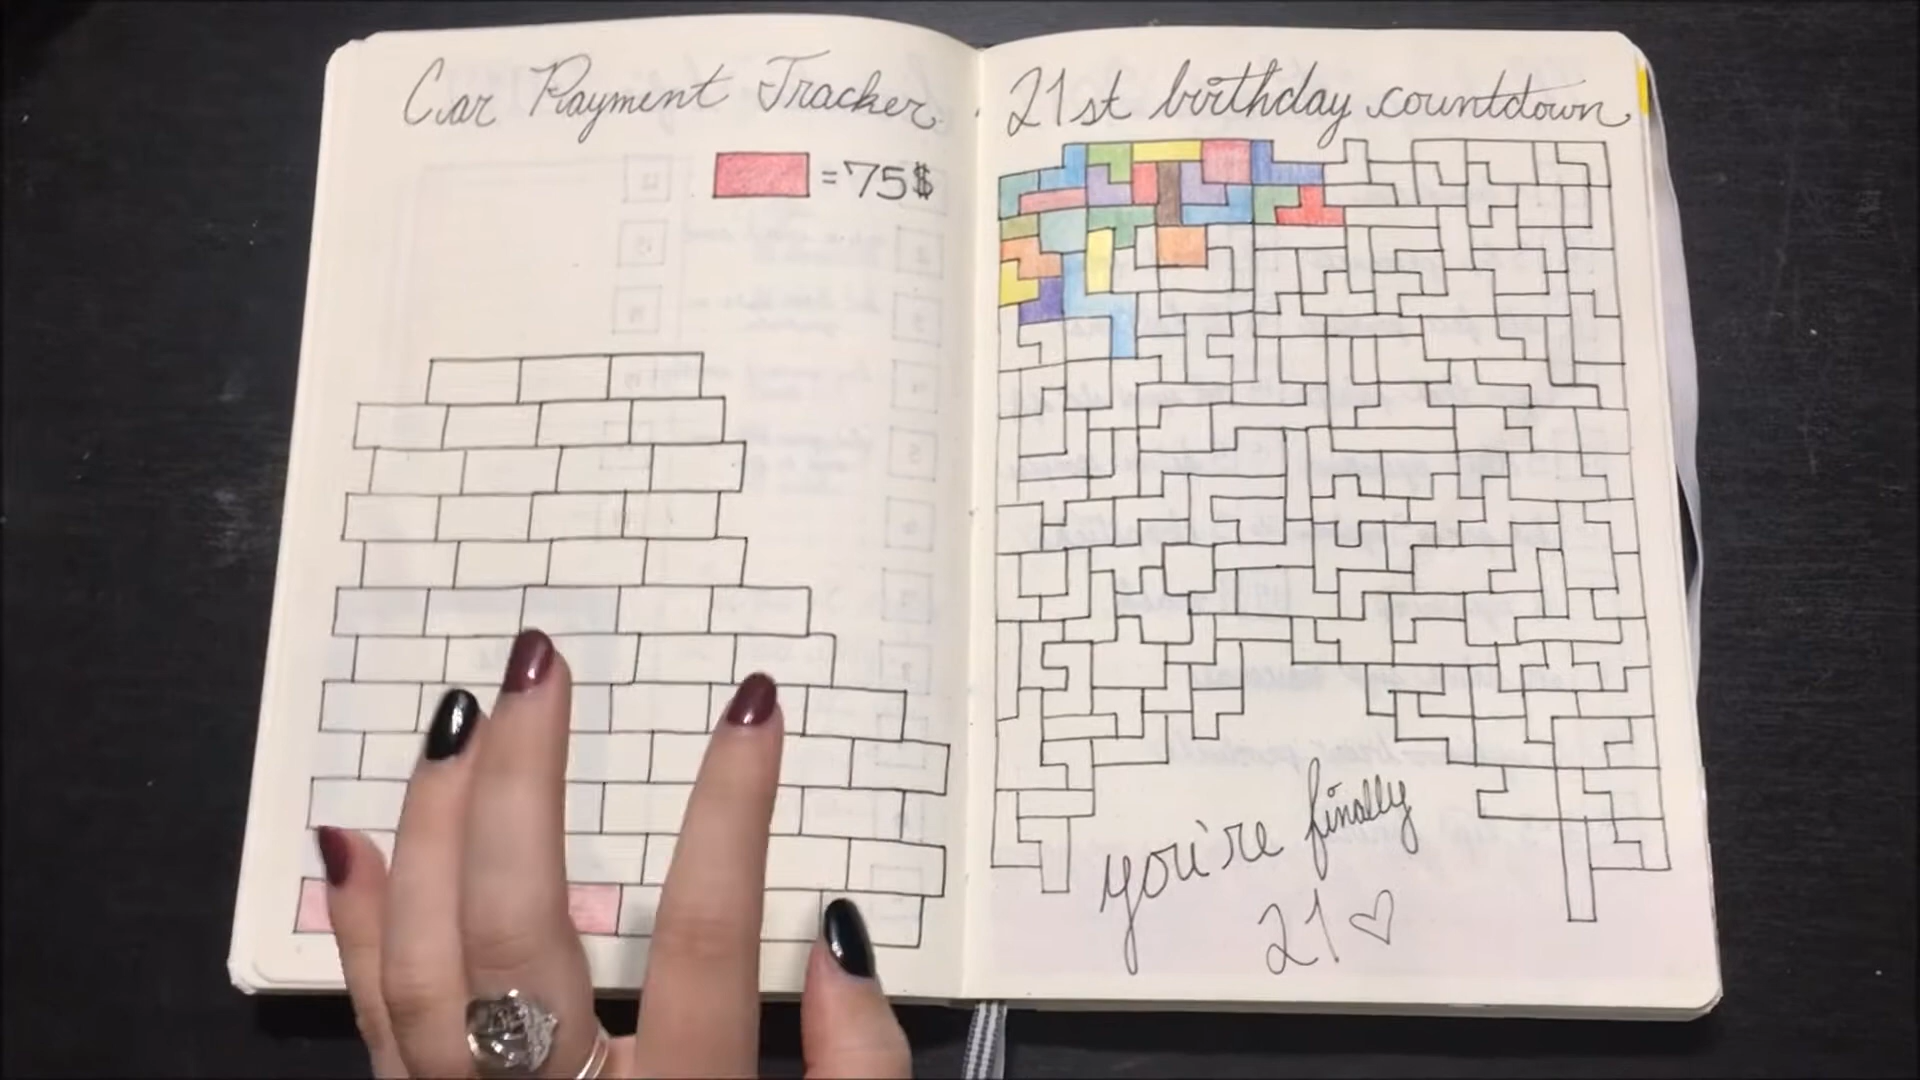 Car Payment Tracker
= 75$
21st birthday countdown
you're finally
21♡